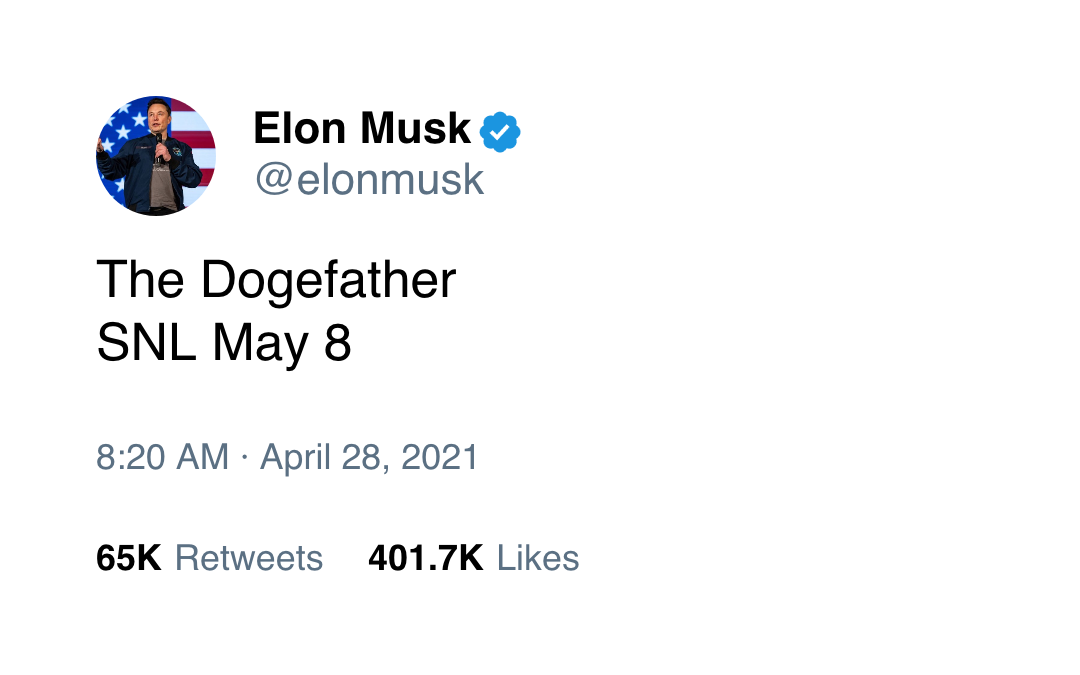 Elon Musk
@elonmusk
The Dogefather
SNL May 8
8:20 AM · April 28, 2021
65K Retweets 401.7K Likes